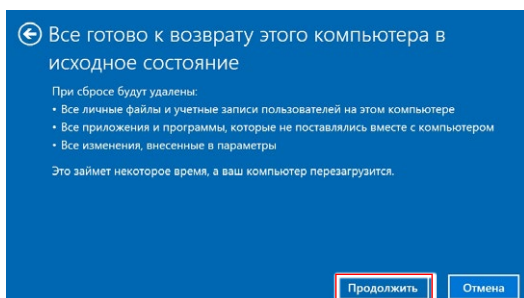 Все готово к возврату этого компьютера в
исходное состояние
При сбросе будут удалены:
• Все личные файлы и учетные записи пользователей на этом компьютере
• Все приложения и программы, которые не поставлялись вместе с компьютером
• Все изменения, внесенные в параметры
Это займет некоторое время, а ваш компьютер перезагрузится.
Продолжить
Отмена